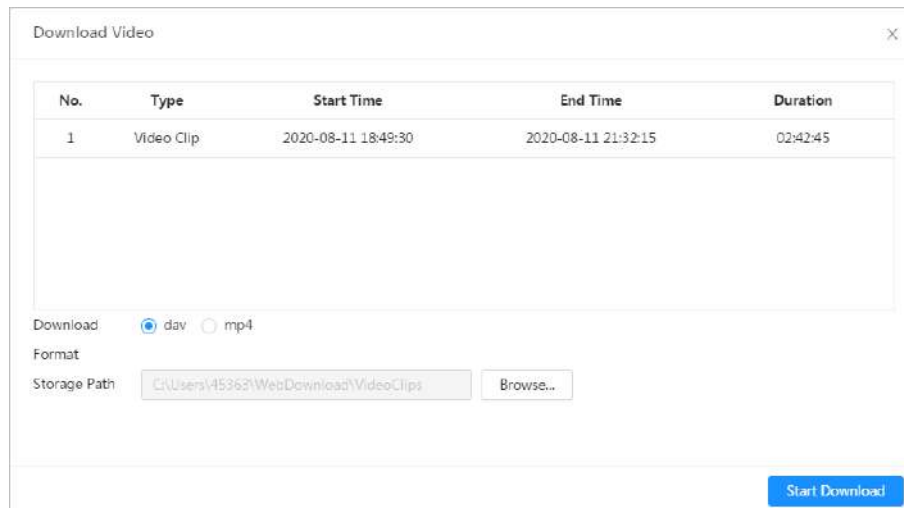 Download Video
No. Type Start Time End Time Duration
1 Video Clip 2020-08-11 18:49:30 2020-08-11 21:32:15 02:42:45
Download dav mp4
Format
Storage Path C:\Users\45363\WebDownload\VideoClips Browse...
Start Download